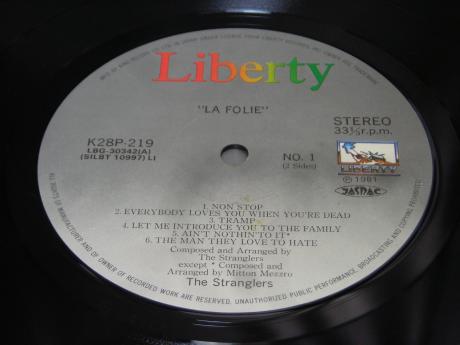 Liberty
"LA FOLIE"
K28P-219
LBG-30342(A)
(SILBT 10997) LI
STEREO
33⅓r.p.m.
NO. 1
(2 Sides)
LIBERTY
℗ 1981
JASRAC
1. NON STOP
2. EVERYBODY LOVES YOU WHEN YOU'RE DEAD
3. TRAMP
4. LET ME INTRODUCE YOU TO THE FAMILY
5. AIN'T NOTHIN'TO IT*
6. THE MAN THEY LOVE TO HATE
Composed and Arranged by
The Stranglers
except * Composed and
Arranged by Mitton Mezzro
The Stranglers
ALL RIGHTS OF MANUFACTURER AND OF OWNER OF RECORDED WORK ARE RESERVED. UNAUTHORIZED PUBLIC PERFORMANCE, BROADCASTING AND COPYING PROHIBITED.